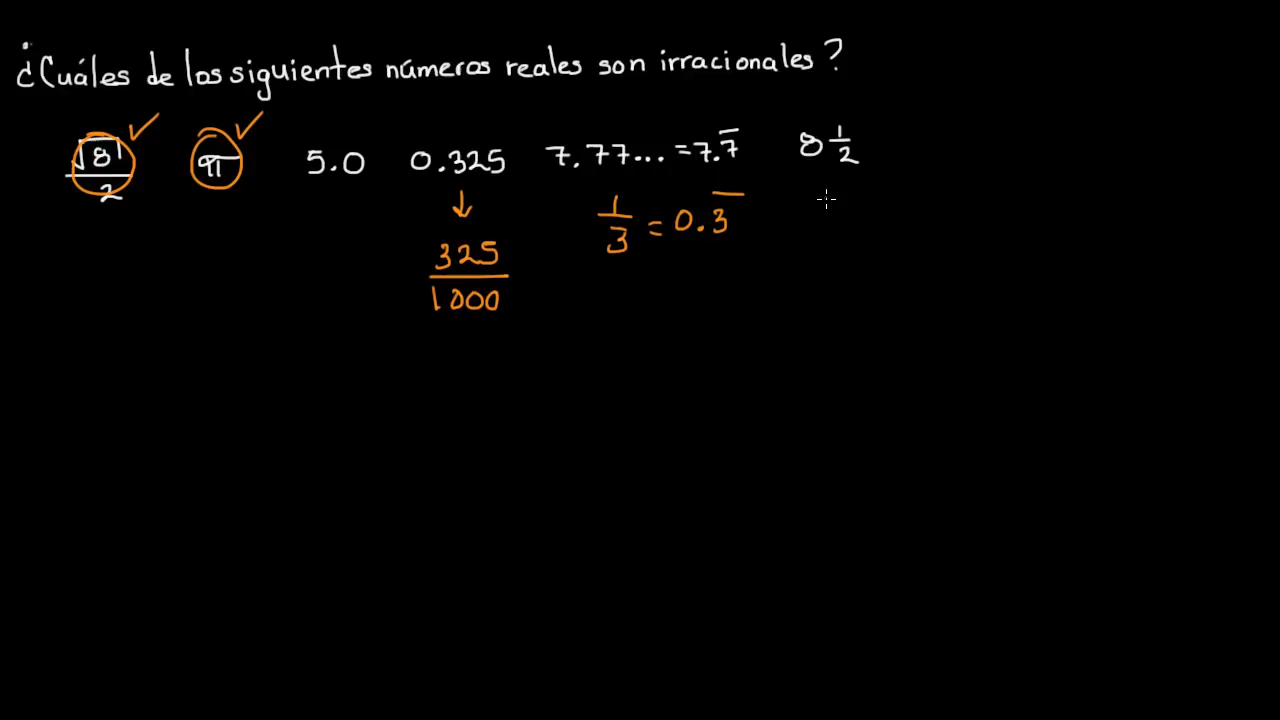 ¿Cuáles de los siguientes números reales son irracionales?
√8/2 ✓ π ✓ 5.0 0.325 7.77... = 7.7̅ 8 1/2
↓ 1/3 = 0.3̅
325/1000